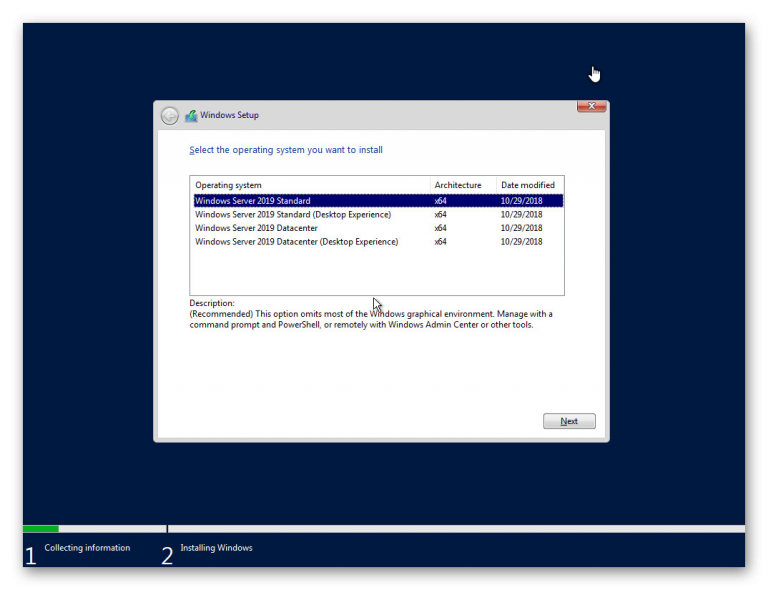 Windows Setup
Select the operating system you want to install
Operating system Architecture Date modified
Windows Server 2019 Standard x64 10/29/2018
Windows Server 2019 Standard (Desktop Experience) x64 10/29/2018
Windows Server 2019 Datacenter x64 10/29/2018
Windows Server 2019 Datacenter (Desktop Experience) x64 10/29/2018
Description:
(Recommended) This option omits most of the Windows graphical environment. Manage with a
command prompt and PowerShell, or remotely with Windows Admin Center or other tools.
Next
1 Collecting information 2 Installing Windows